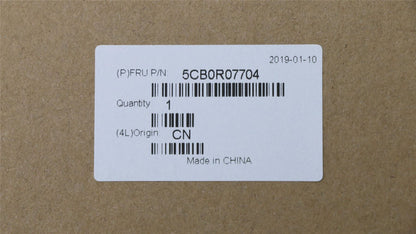 2019-01-10
(P)FRU P/N 5CB0R07704
Quantity 1
(4L)Origin CN
Made in CHINA